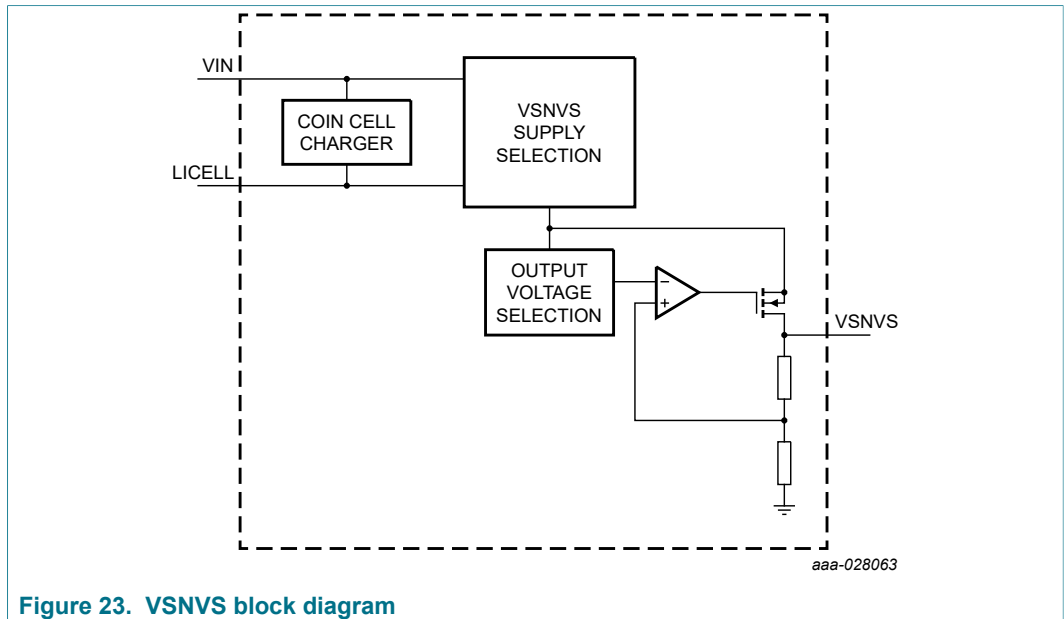 VIN
COIN CELL
CHARGER
LICELL
VSNVS
SUPPLY
SELECTION
OUTPUT
VOLTAGE
SELECTION
−
+
VSNVS
aaa-028063
Figure 23. VSNVS block diagram